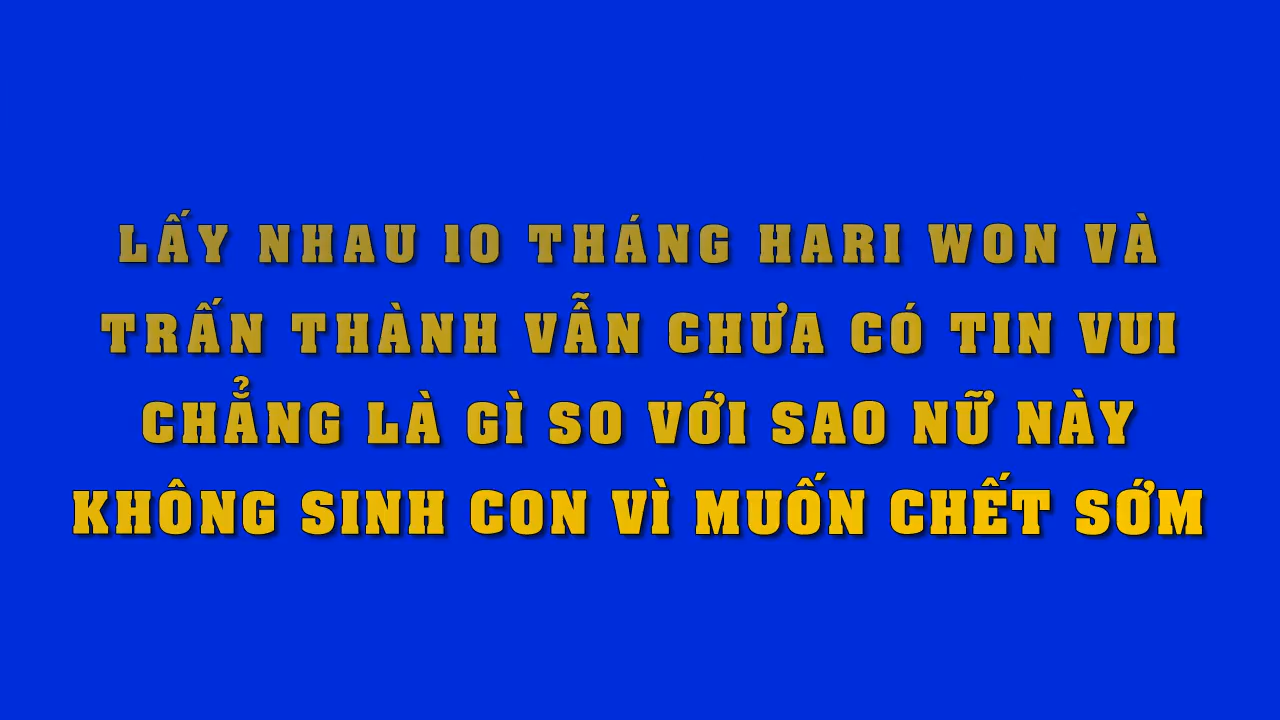 LẤY NHAU 10 THÁNG HARI WON VÀ
TRẤN THÀNH VẪN CHƯA CÓ TIN VUI
CHẲNG LÀ GÌ SO VỚI SAO NỮ NÀY
KHÔNG SINH CON VÌ MUỐN CHẾT SỚM